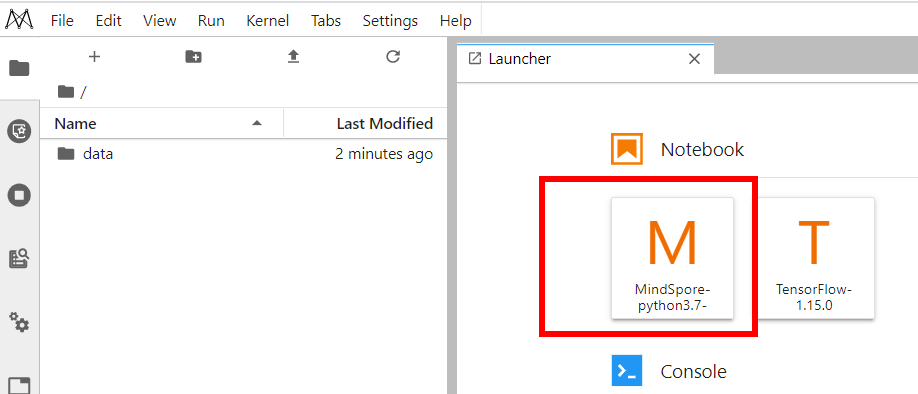 File Edit View Run Kernel Tabs Settings Help
Launcher
/
Name Last Modified
data 2 minutes ago
Notebook
M T
MindSpore-
python3.7-
TensorFlow-
1.15.0
Console